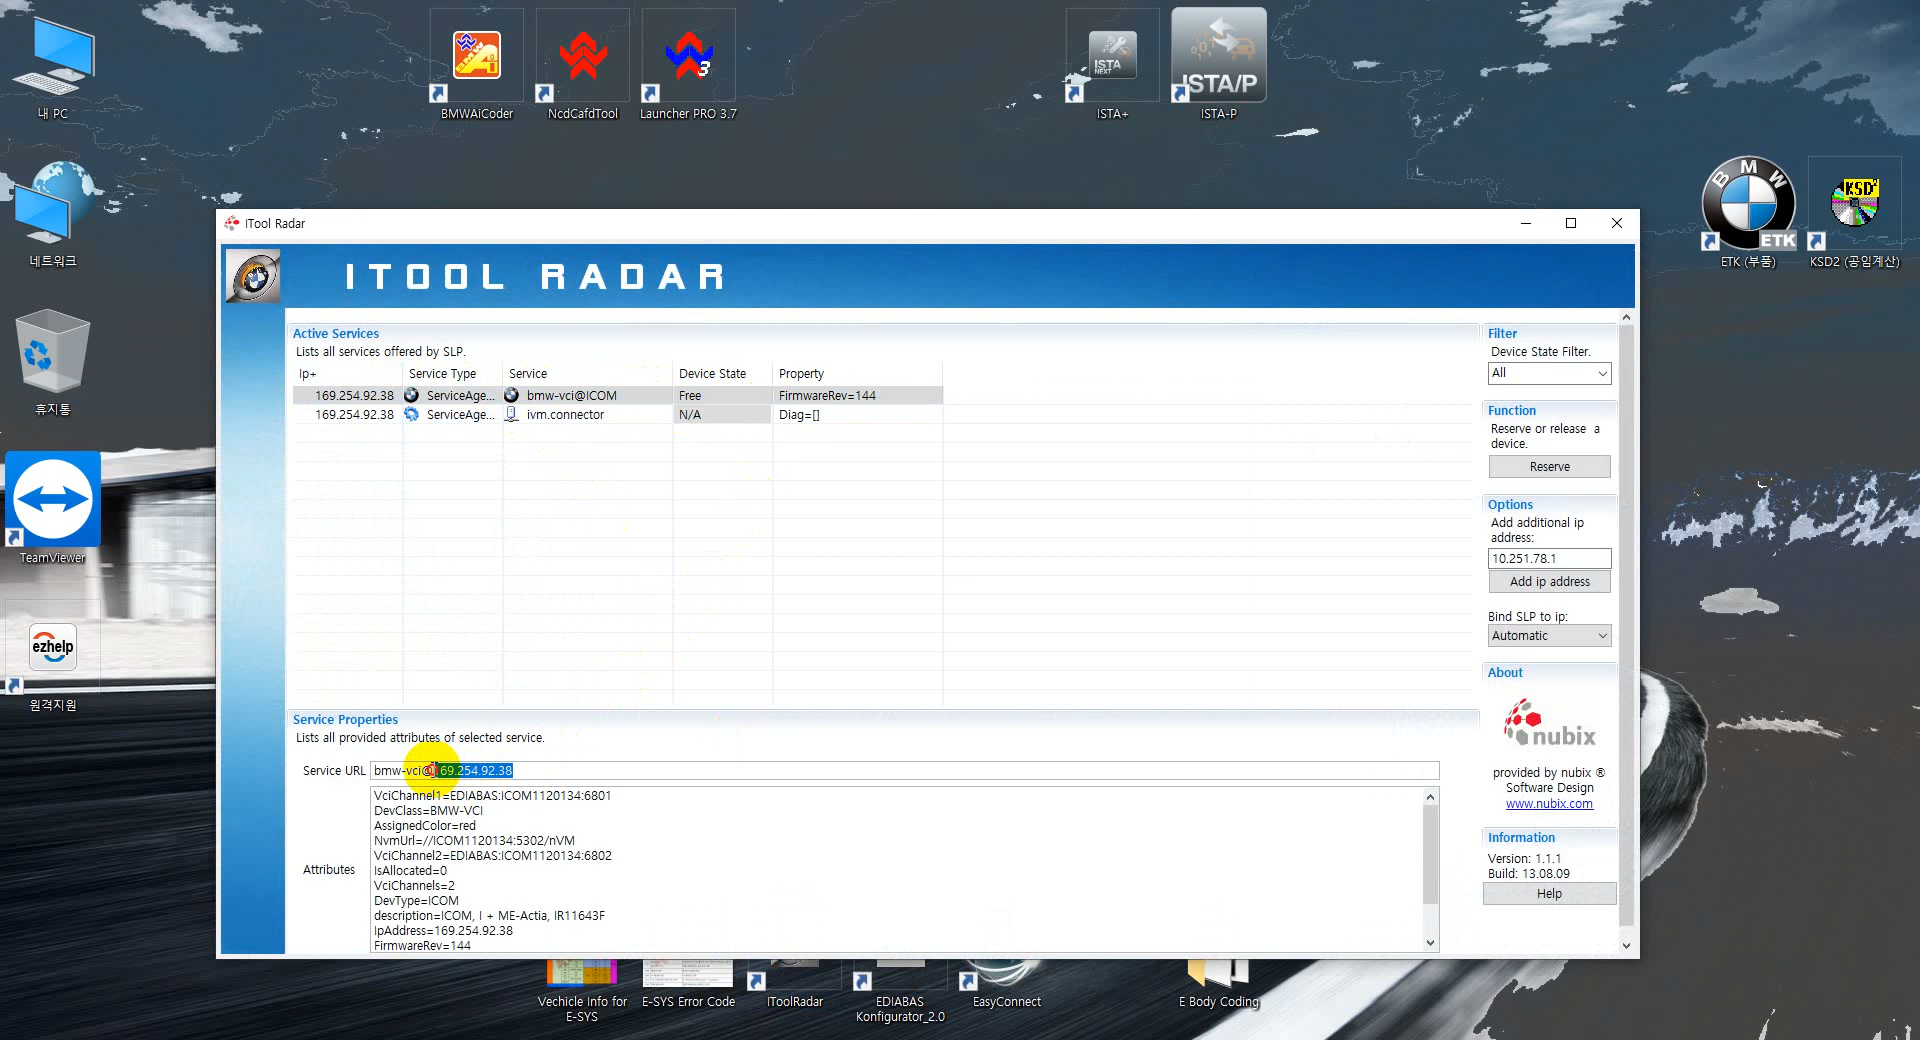 내 PC
네트워크
휴지통
TeamViewer
ezhelp
원격지원
BMW
BMWAiCoder
NcdCafdTool
3
Launcher PRO 3.7
ISTA
NEXT
ISTA+
ISTA/P
ISTA-P
BMW
ETK
ETK (부품)
KSD
KSD2 (공임계산)
ITool Radar
ITOOL RADAR
Active Services
Lists all services offered by SLP.
Ip+ Service Type Service Device State Property
169.254.92.38 ServiceAge... bmw-vci@ICOM Free FirmwareRev=144
169.254.92.38 ServiceAge... ivm.connector N/A Diag=[]
Service Properties
Lists all provided attributes of selected service.
Service URL bmw-vci@169.254.92.38
Attributes
VciChannel1=EDIABAS:ICOM1120134:6801
DevClass=BMW-VCI
AssignedColor=red
NvmUrl=//ICOM1120134:5302/nVM
VciChannel2=EDIABAS:ICOM1120134:6802
IsAllocated=0
VciChannels=2
DevType=ICOM
description=ICOM, I + ME-Actia, IR11643F
IpAddress=169.254.92.38
FirmwareRev=144
Filter
Device State Filter.
All
Function
Reserve or release a
device.
Reserve
Options
Add additional ip
address:
10.251.78.1
Add ip address
Bind SLP to ip:
Automatic
About
nubix
provided by nubix ®
Software Design
www.nubix.com
Information
Version: 1.1.1
Build: 13.08.09
Help
Vechicle Info for
E-SYS
E-SYS Error Code
IToolRadar
EDIABAS
Konfigurator_2.0
EasyConnect
E Body Coding